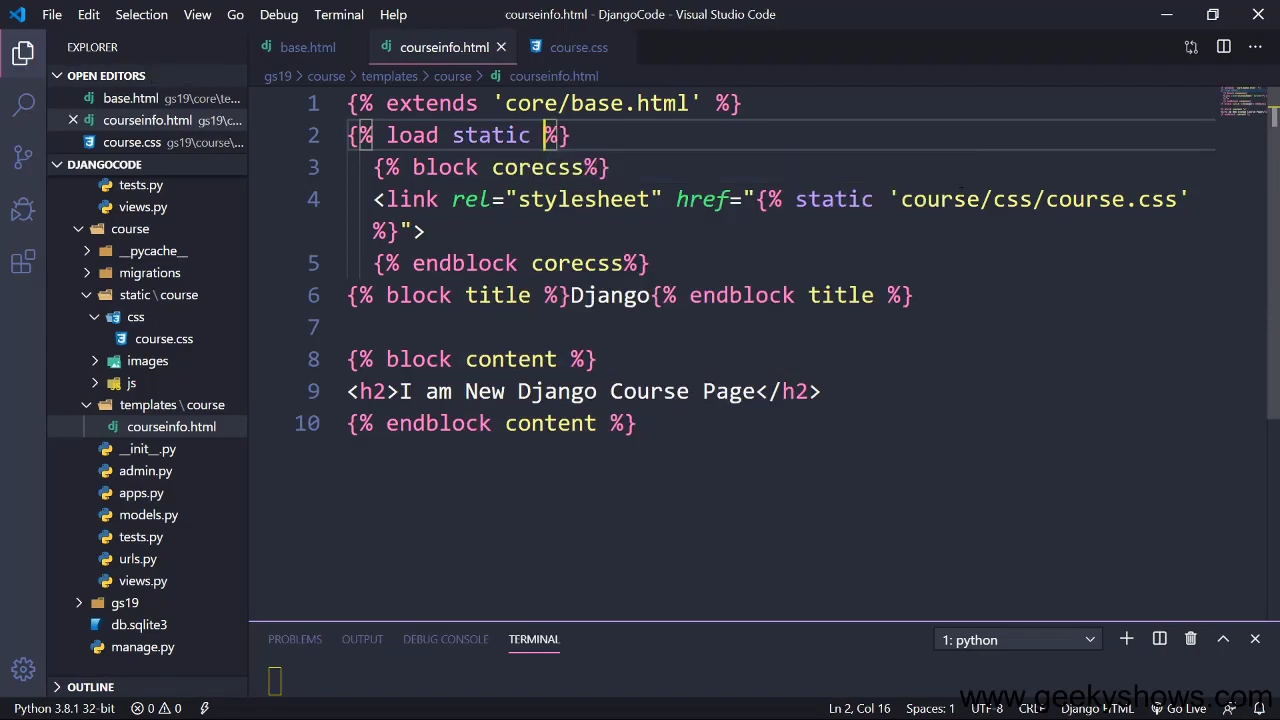 File Edit Selection View Go Debug Terminal Help courseinfo.html - DjangoCode - Visual Studio Code
EXPLORER
OPEN EDITORS
base.html gs19\core\te...
courseinfo.html gs19\c...
course.css gs19\course\...
DJANGOCODE
tests.py
views.py
course
__pycache__
migrations
static \ course
css
course.css
images
js
templates \ course
courseinfo.html
__init__.py
admin.py
apps.py
models.py
tests.py
urls.py
views.py
gs19
db.sqlite3
manage.py
OUTLINE
base.html courseinfo.html course.css
gs19 > course > templates > course > courseinfo.html
1 {% extends 'core/base.html' %}
2 {% load static %}
3 {% block corecss%}
4 <link rel="stylesheet" href="{% static 'course/css/course.css'
%}">
5 {% endblock corecss%}
6 {% block title %}Django{% endblock title %}
7
8 {% block content %}
9 <h2>I am New Django Course Page</h2>
10 {% endblock content %}
PROBLEMS OUTPUT DEBUG CONSOLE TERMINAL 1: python
www.geekyshows.com
Python 3.8.1 32-bit 0 0 Ln 2, Col 16 Spaces: 1 UTF-8 CRLF Django HTML Go Live